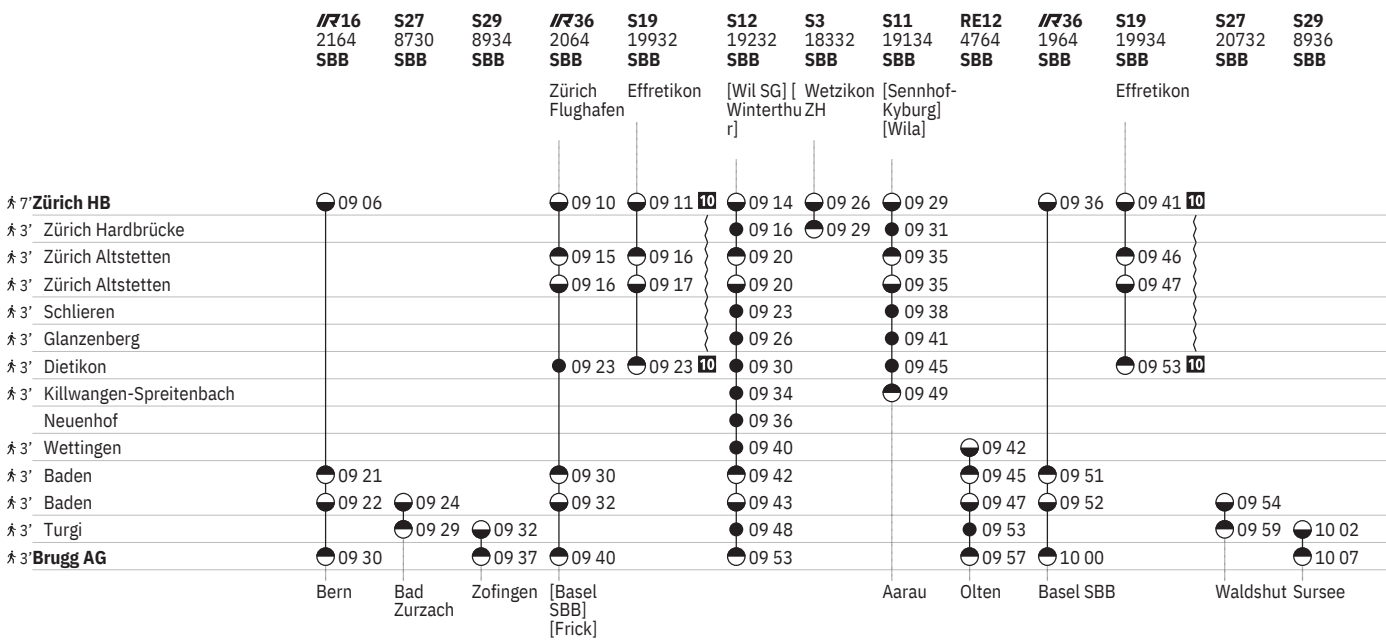 IR16 S27 S29 IR36 S19 S12 S3 S11 RE12 IR36 S19 S27 S29
2164 8730 8934 2064 19932 19232 18332 19134 4764 1964 19934 20732 8936
SBB SBB SBB SBB SBB SBB SBB SBB SBB SBB SBB SBB SBB
Zürich Effretikon [Wil SG] [ Wetzikon [Sennhof- Effretikon
Flughafen Winterthu ZH Kyburg]
r] [Wila]
7' Zürich HB 09 06 09 10 09 11 10 09 14 09 26 09 29 09 36 09 41 10
3' Zürich Hardbrücke 09 16 09 29 09 31
3' Zürich Altstetten 09 15 09 16 09 20 09 35 09 46
3' Zürich Altstetten 09 16 09 17 09 20 09 35 09 47
3' Schlieren 09 23 09 38
3' Glanzenberg 09 26 09 41
3' Dietikon 09 23 09 23 10 09 30 09 45 09 53 10
3' Killwangen-Spreitenbach 09 34 09 49
Neuenhof 09 36
3' Wettingen 09 40 09 42
3' Baden 09 21 09 30 09 42 09 45 09 51
3' Baden 09 22 09 24 09 32 09 43 09 47 09 52 09 54
3' Turgi 09 29 09 32 09 48 09 53 09 59 10 02
3' Brugg AG 09 30 09 37 09 40 09 53 09 57 10 00 10 07
Bern Bad Zofingen [Basel Aarau Olten Basel SBB Waldshut Sursee
Zurzach SBB]
[Frick]